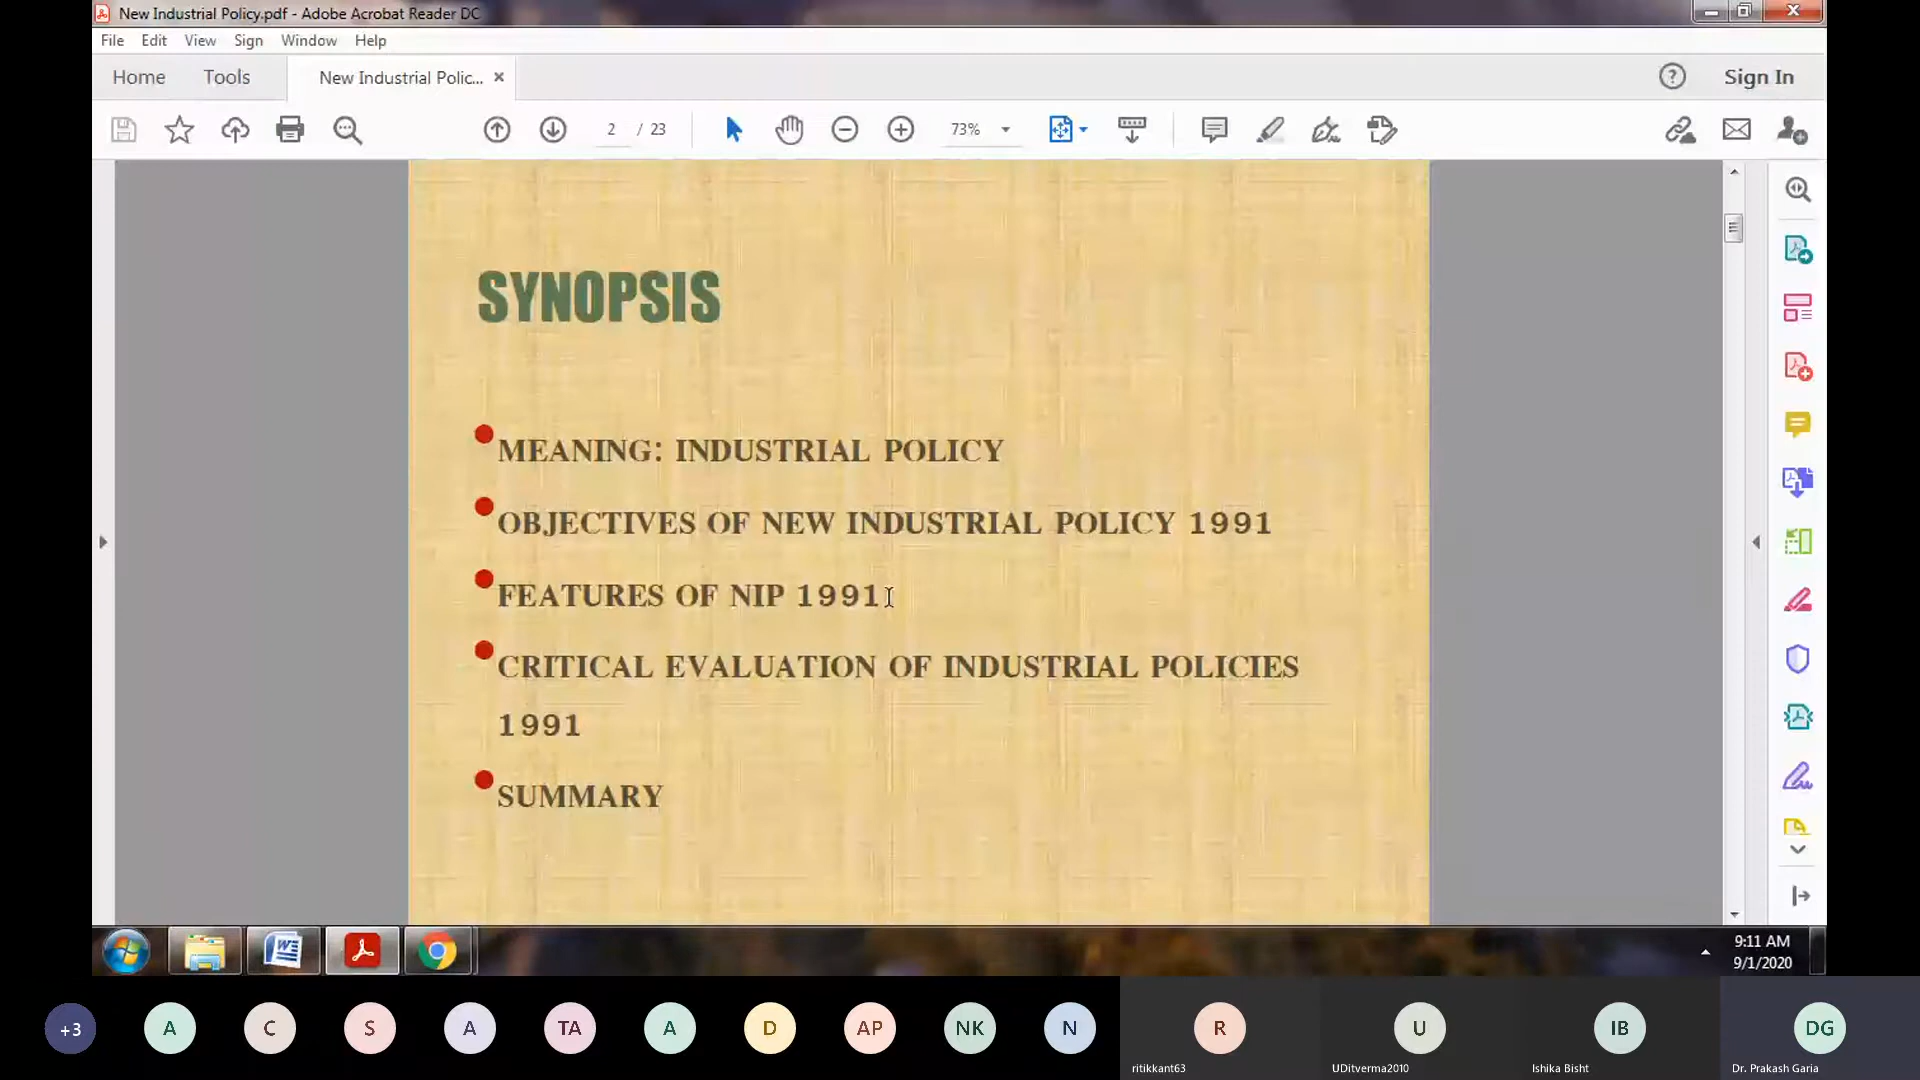 New Industrial Policy.pdf - Adobe Acrobat Reader DC
File Edit View Sign Window Help
Home Tools New Industrial Polic... × Sign In
2 / 23 73%
SYNOPSIS
MEANING: INDUSTRIAL POLICY
OBJECTIVES OF NEW INDUSTRIAL POLICY 1991
FEATURES OF NIP 1991
CRITICAL EVALUATION OF INDUSTRIAL POLICIES
1991
SUMMARY
9:11 AM
9/1/2020
+3 A C S A TA A D AP NK N R U IB DG
ritikkant63 UDitverma2010 Ishika Bisht Dr. Prakash Garia